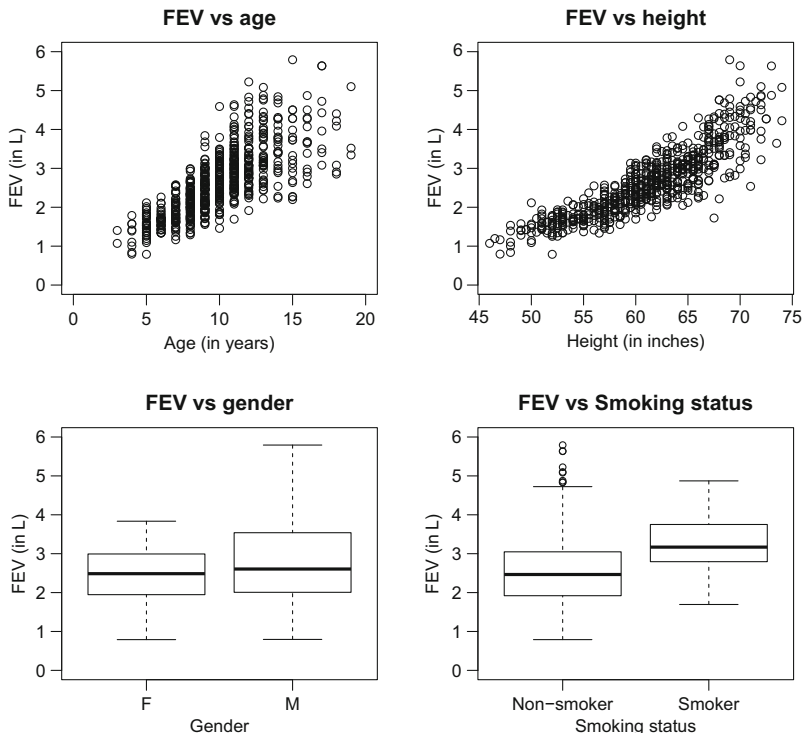 FEV vs age
FEV (in L)
6
5
4
3
2
1
0
0 5 10 15 20
Age (in years)
FEV vs height
FEV (in L)
6
5
4
3
2
1
0
45 50 55 60 65 70 75
Height (in inches)
FEV vs gender
FEV (in L)
6
5
4
3
2
1
0
F M
Gender
FEV vs Smoking status
FEV (in L)
6
5
4
3
2
1
0
Non−smoker Smoker
Smoking status